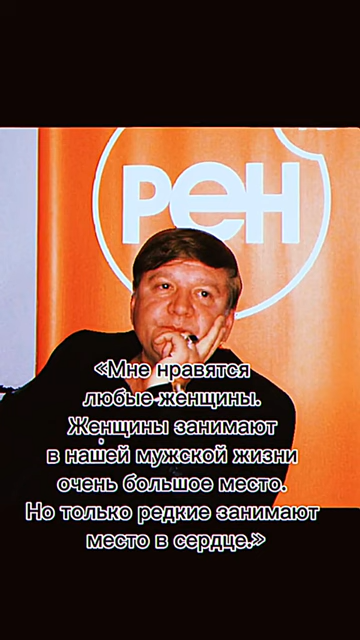 РЕН
«Мне нравятся
любые женщины.
Женщины занимают
в нашей мужской жизни
очень большое место.
Но только редкие занимают
место в сердце.»